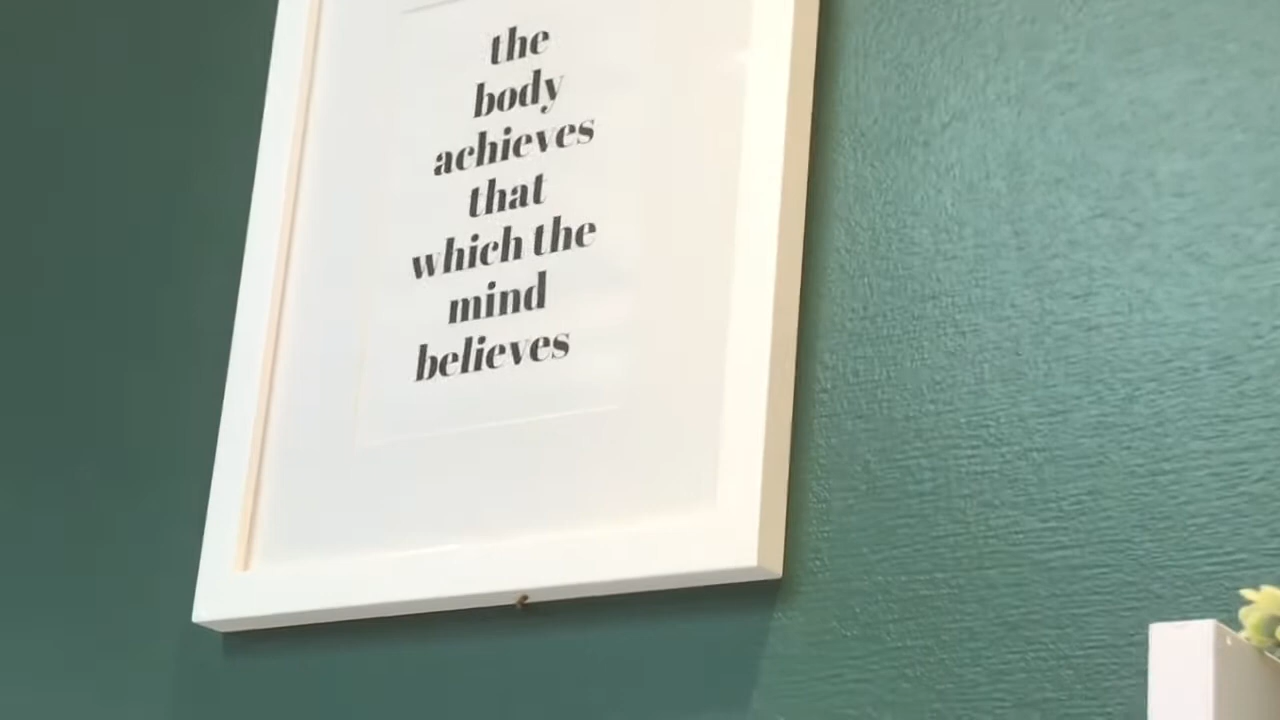 the
body
achieves
that
which the
mind
believes